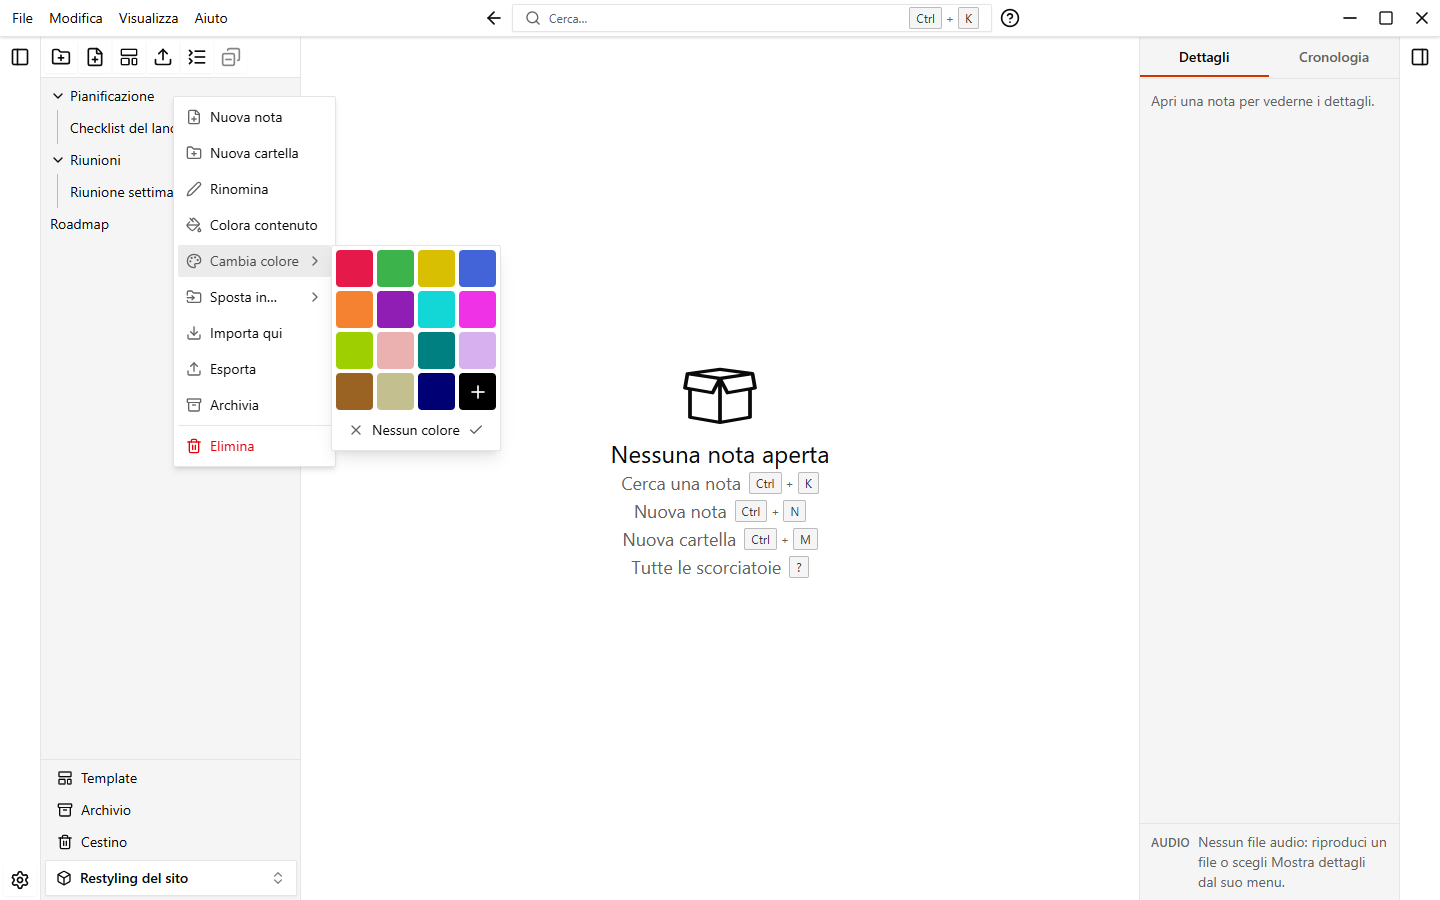 File Modifica Visualizza Aiuto
Cerca... Ctrl + K
Pianificazione
Checklist del lanc
Riunioni
Riunione settima
Roadmap
Nuova nota
Nuova cartella
Rinomina
Colora contenuto
Cambia colore
Sposta in...
Importa qui
Esporta
Archivia
Elimina
Nessun colore
Nessuna nota aperta
Cerca una nota Ctrl + K
Nuova nota Ctrl + N
Nuova cartella Ctrl + M
Tutte le scorciatoie ?
Dettagli Cronologia
Apri una nota per vederne i dettagli.
AUDIO Nessun file audio: riproduci un
file o scegli Mostra dettagli
dal suo menu.
Template
Archivio
Cestino
Restyling del sito